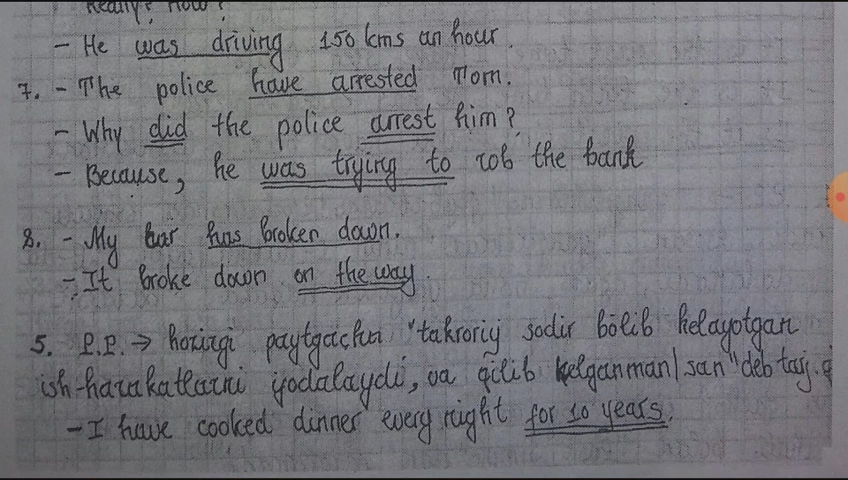 Really? How?
- He was driving 150 kms an hour.
7. - The police have arrested Tom.
- Why did the police arrest him?
- Because, he was trying to rob the bank
8. - My car has broken down.
- It broke down on the way.
5. P.P. → hozirgi paytgacha "takroriy sodir bo'lib kelayotgan
ish-harakatlarni ifodalaydi, va qilib kelganman/san" deb tarj.q
- I have cooked dinner every night for 10 years.